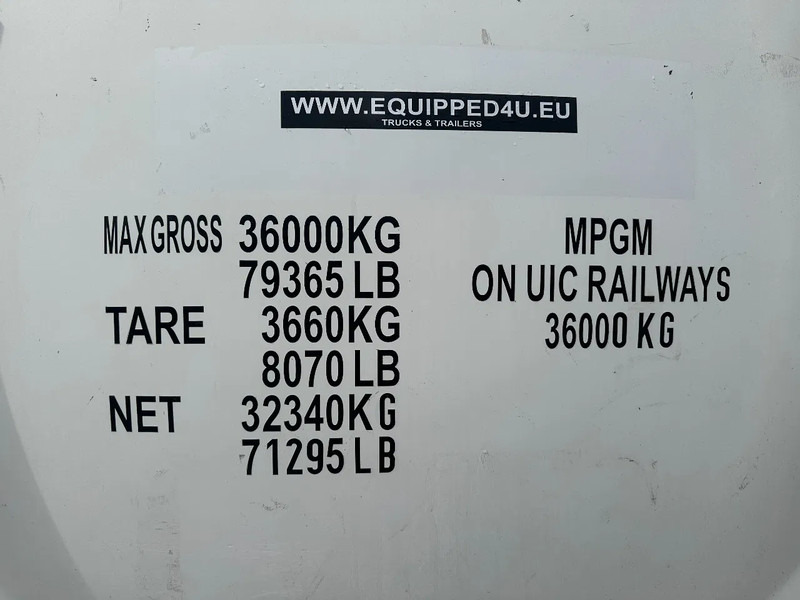 WWW.EQUIPPED4U.EU
TRUCKS & TRAILERS
MAX GROSS 36000KG
79365 LB
TARE 3660KG
8070 LB
NET 32340KG
71295 LB
MPGM
ON UIC RAILWAYS
36000 KG